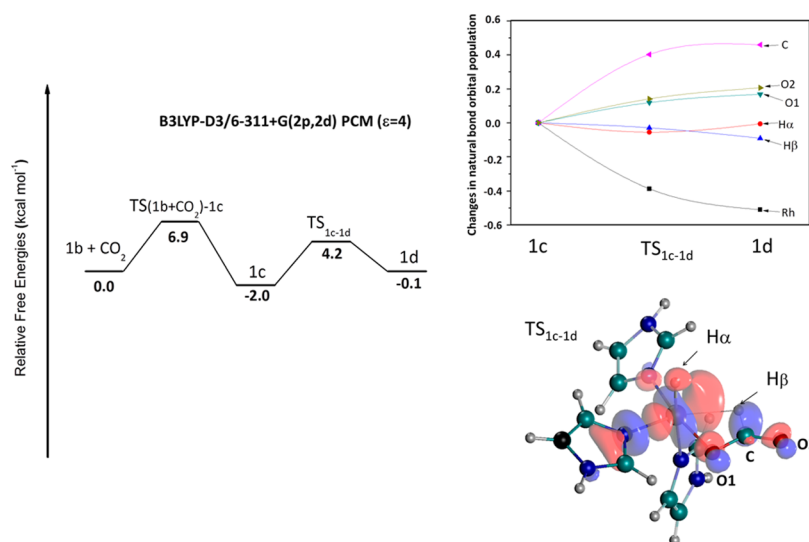 Relative Free Energies (kcal mol⁻¹)
B3LYP-D3/6-311+G(2p,2d) PCM (ε=4)
1b + CO₂
0.0
TS(1b+CO₂)-1c
6.9
1c
-2.0
TS₁c-1d
4.2
1d
-0.1
Changes in natural bond orbital population
0.6
0.4
0.2
0.0
-0.2
-0.4
-0.6
C
O2
O1
Hα
Hβ
Rh
1c
TS₁c-1d
1d
TS₁c-1d
Hα
Hβ
O
C
O1